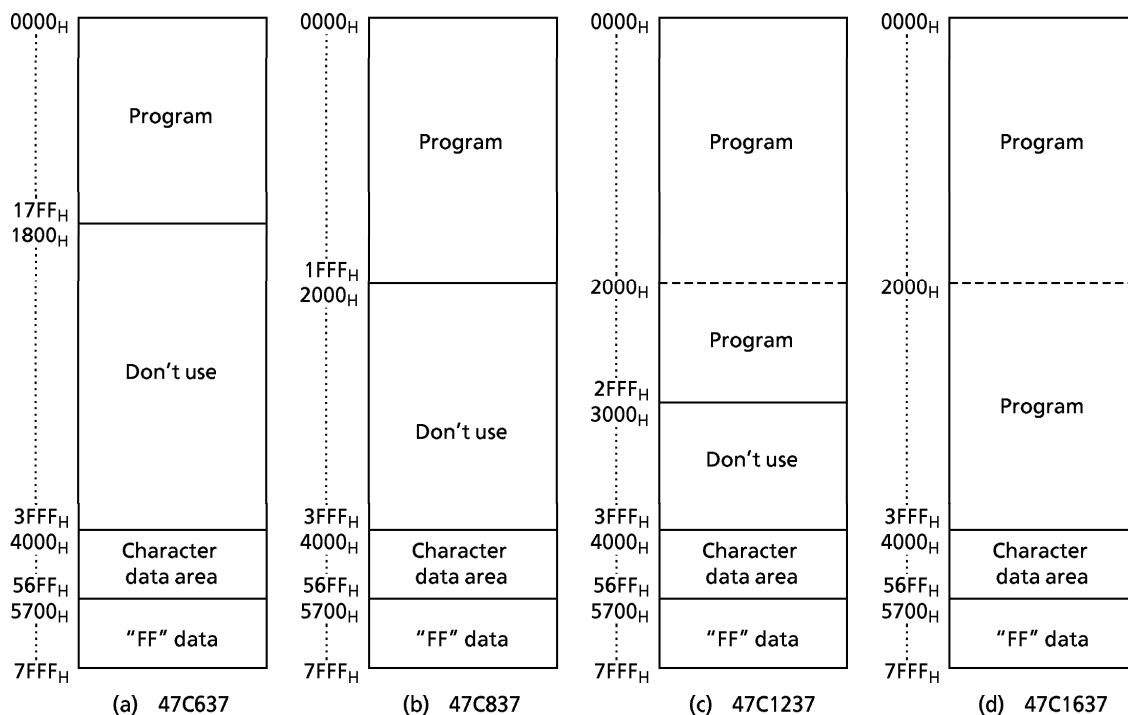 0000H
Program
17FFH
1800H
Don't use
3FFFH
4000H
Character
data area
56FFH
5700H
"FF" data
7FFFH
(a) 47C637
0000H
Program
1FFFH
2000H
Don't use
3FFFH
4000H
Character
data area
56FFH
5700H
"FF" data
7FFFH
(b) 47C837
0000H
Program
2000H
Program
2FFFH
3000H
Don't use
3FFFH
4000H
Character
data area
56FFH
5700H
"FF" data
7FFFH
(c) 47C1237
0000H
Program
2000H
Program
3FFFH
4000H
Character
data area
56FFH
5700H
"FF" data
7FFFH
(d) 47C1637